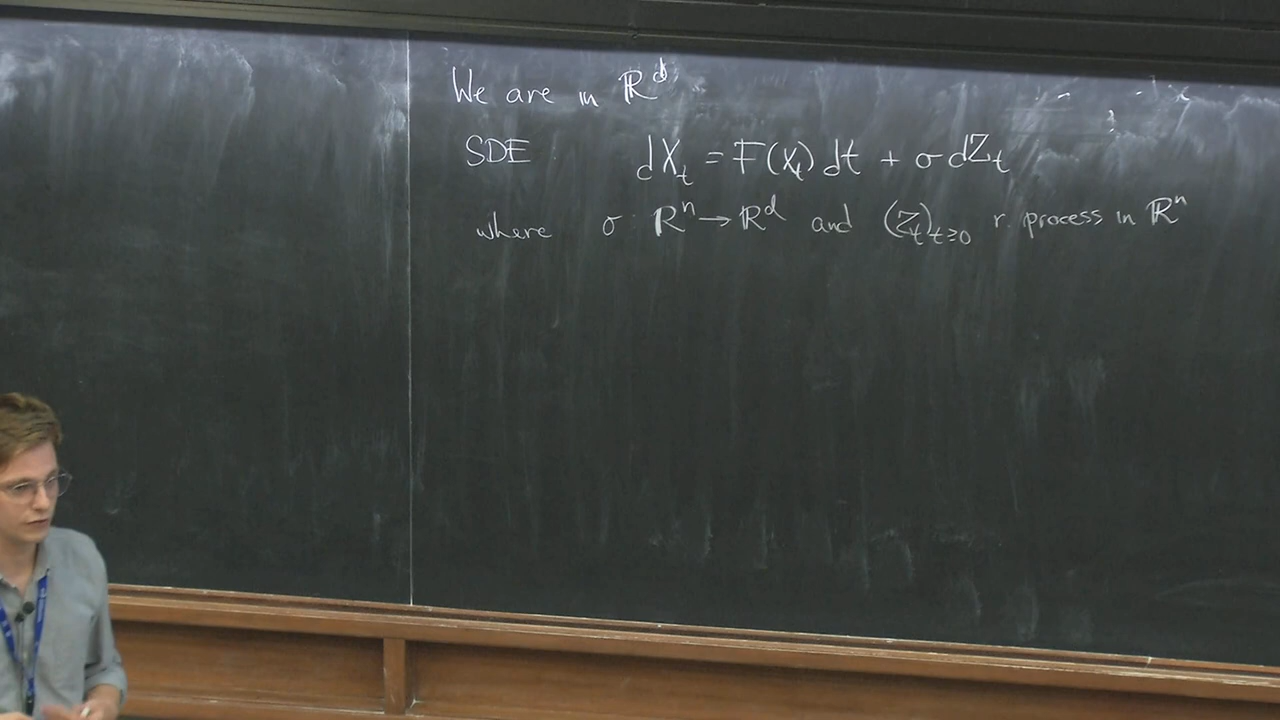 We are in ℝ^d
SDE dX_t = F(X_t) dt + σ dZ_t
where σ: ℝ^n → ℝ^d and (Z_t)_{t≥0} r. process in ℝ^n